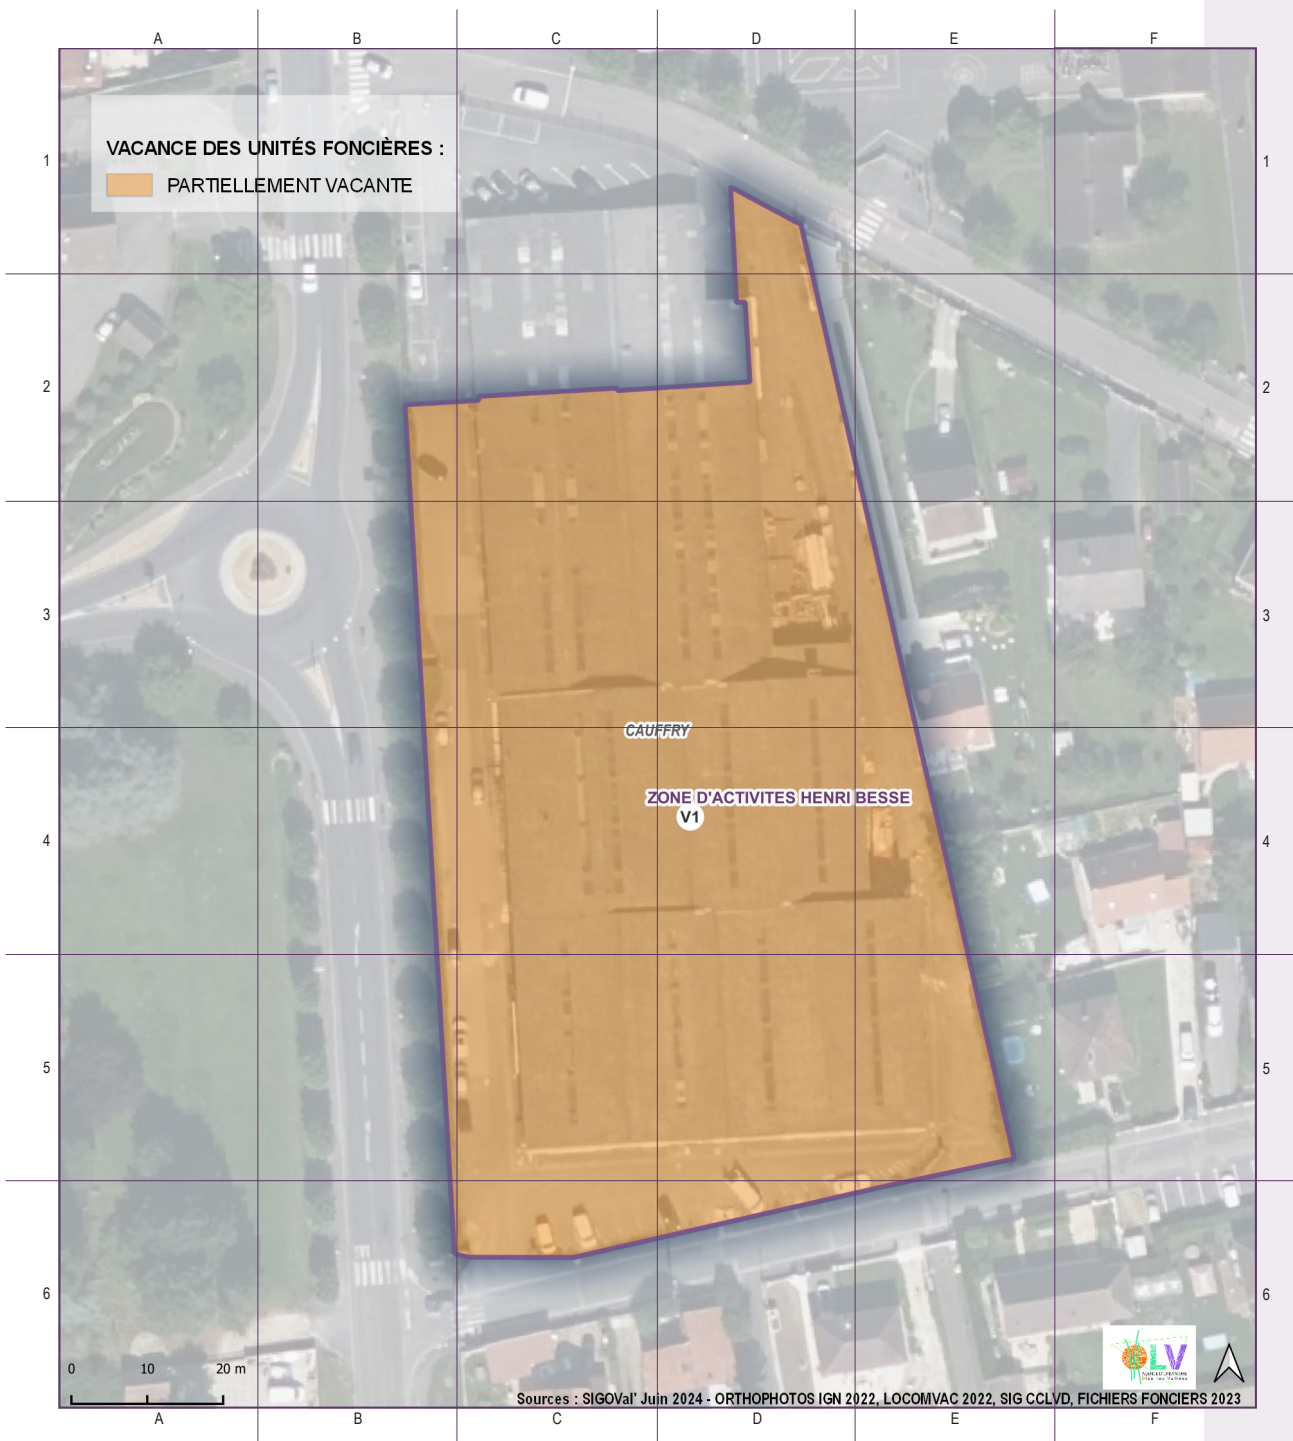 A B C D E F
VACANCE DES UNITÉS FONCIÈRES :
PARTIELLEMENT VACANTE
1 1
2 2
3 3
CAUFFRY
ZONE D'ACTIVITES HENRI BESSE
V1
4 4
5 5
6 6
OLV
0 10 20 m
Sources : SIGOVal' Juin 2024 - ORTHOPHOTOS IGN 2022, LOCOMVAC 2022, SIG CCLVD, FICHIERS FONCIERS 2023
A B C D E F